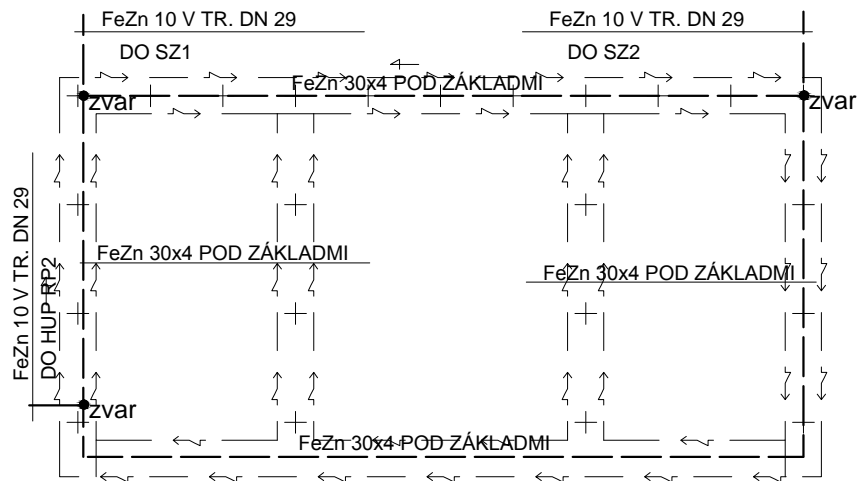 FeZn 10 V TR. DN 29
DO SZ1
FeZn 10 V TR. DN 29
DO SZ2
FeZn 30x4 POD ZÁKLADMI
zvar
zvar
FeZn 10 V TR. DN 29
DO HUP RP2
FeZn 30x4 POD ZÁKLADMI
FeZn 30x4 POD ZÁKLADMI
zvar
FeZn 30x4 POD ZÁKLADMI